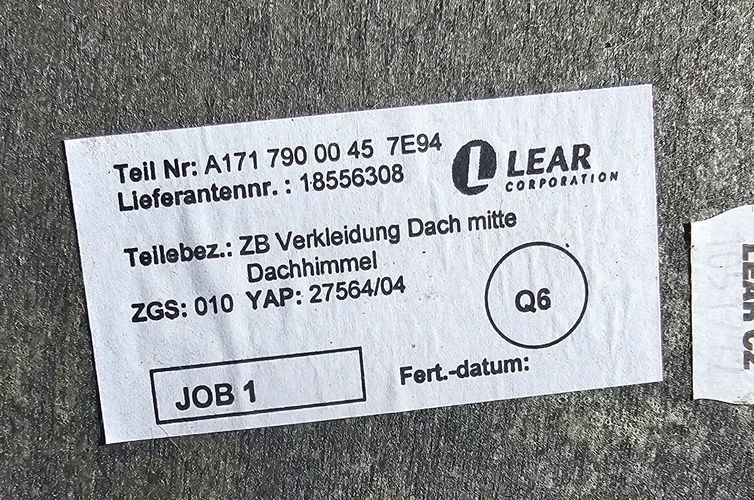 Teil Nr: A171 790 00 45 7E94
Lieferantennr. : 18556308
LEAR
CORPORATION
Teilebez.: ZB Verkleidung Dach mitte
Dachhimmel
ZGS: 010 YAP: 27564/04
Q6
JOB 1
Fert.-datum:
LEAR